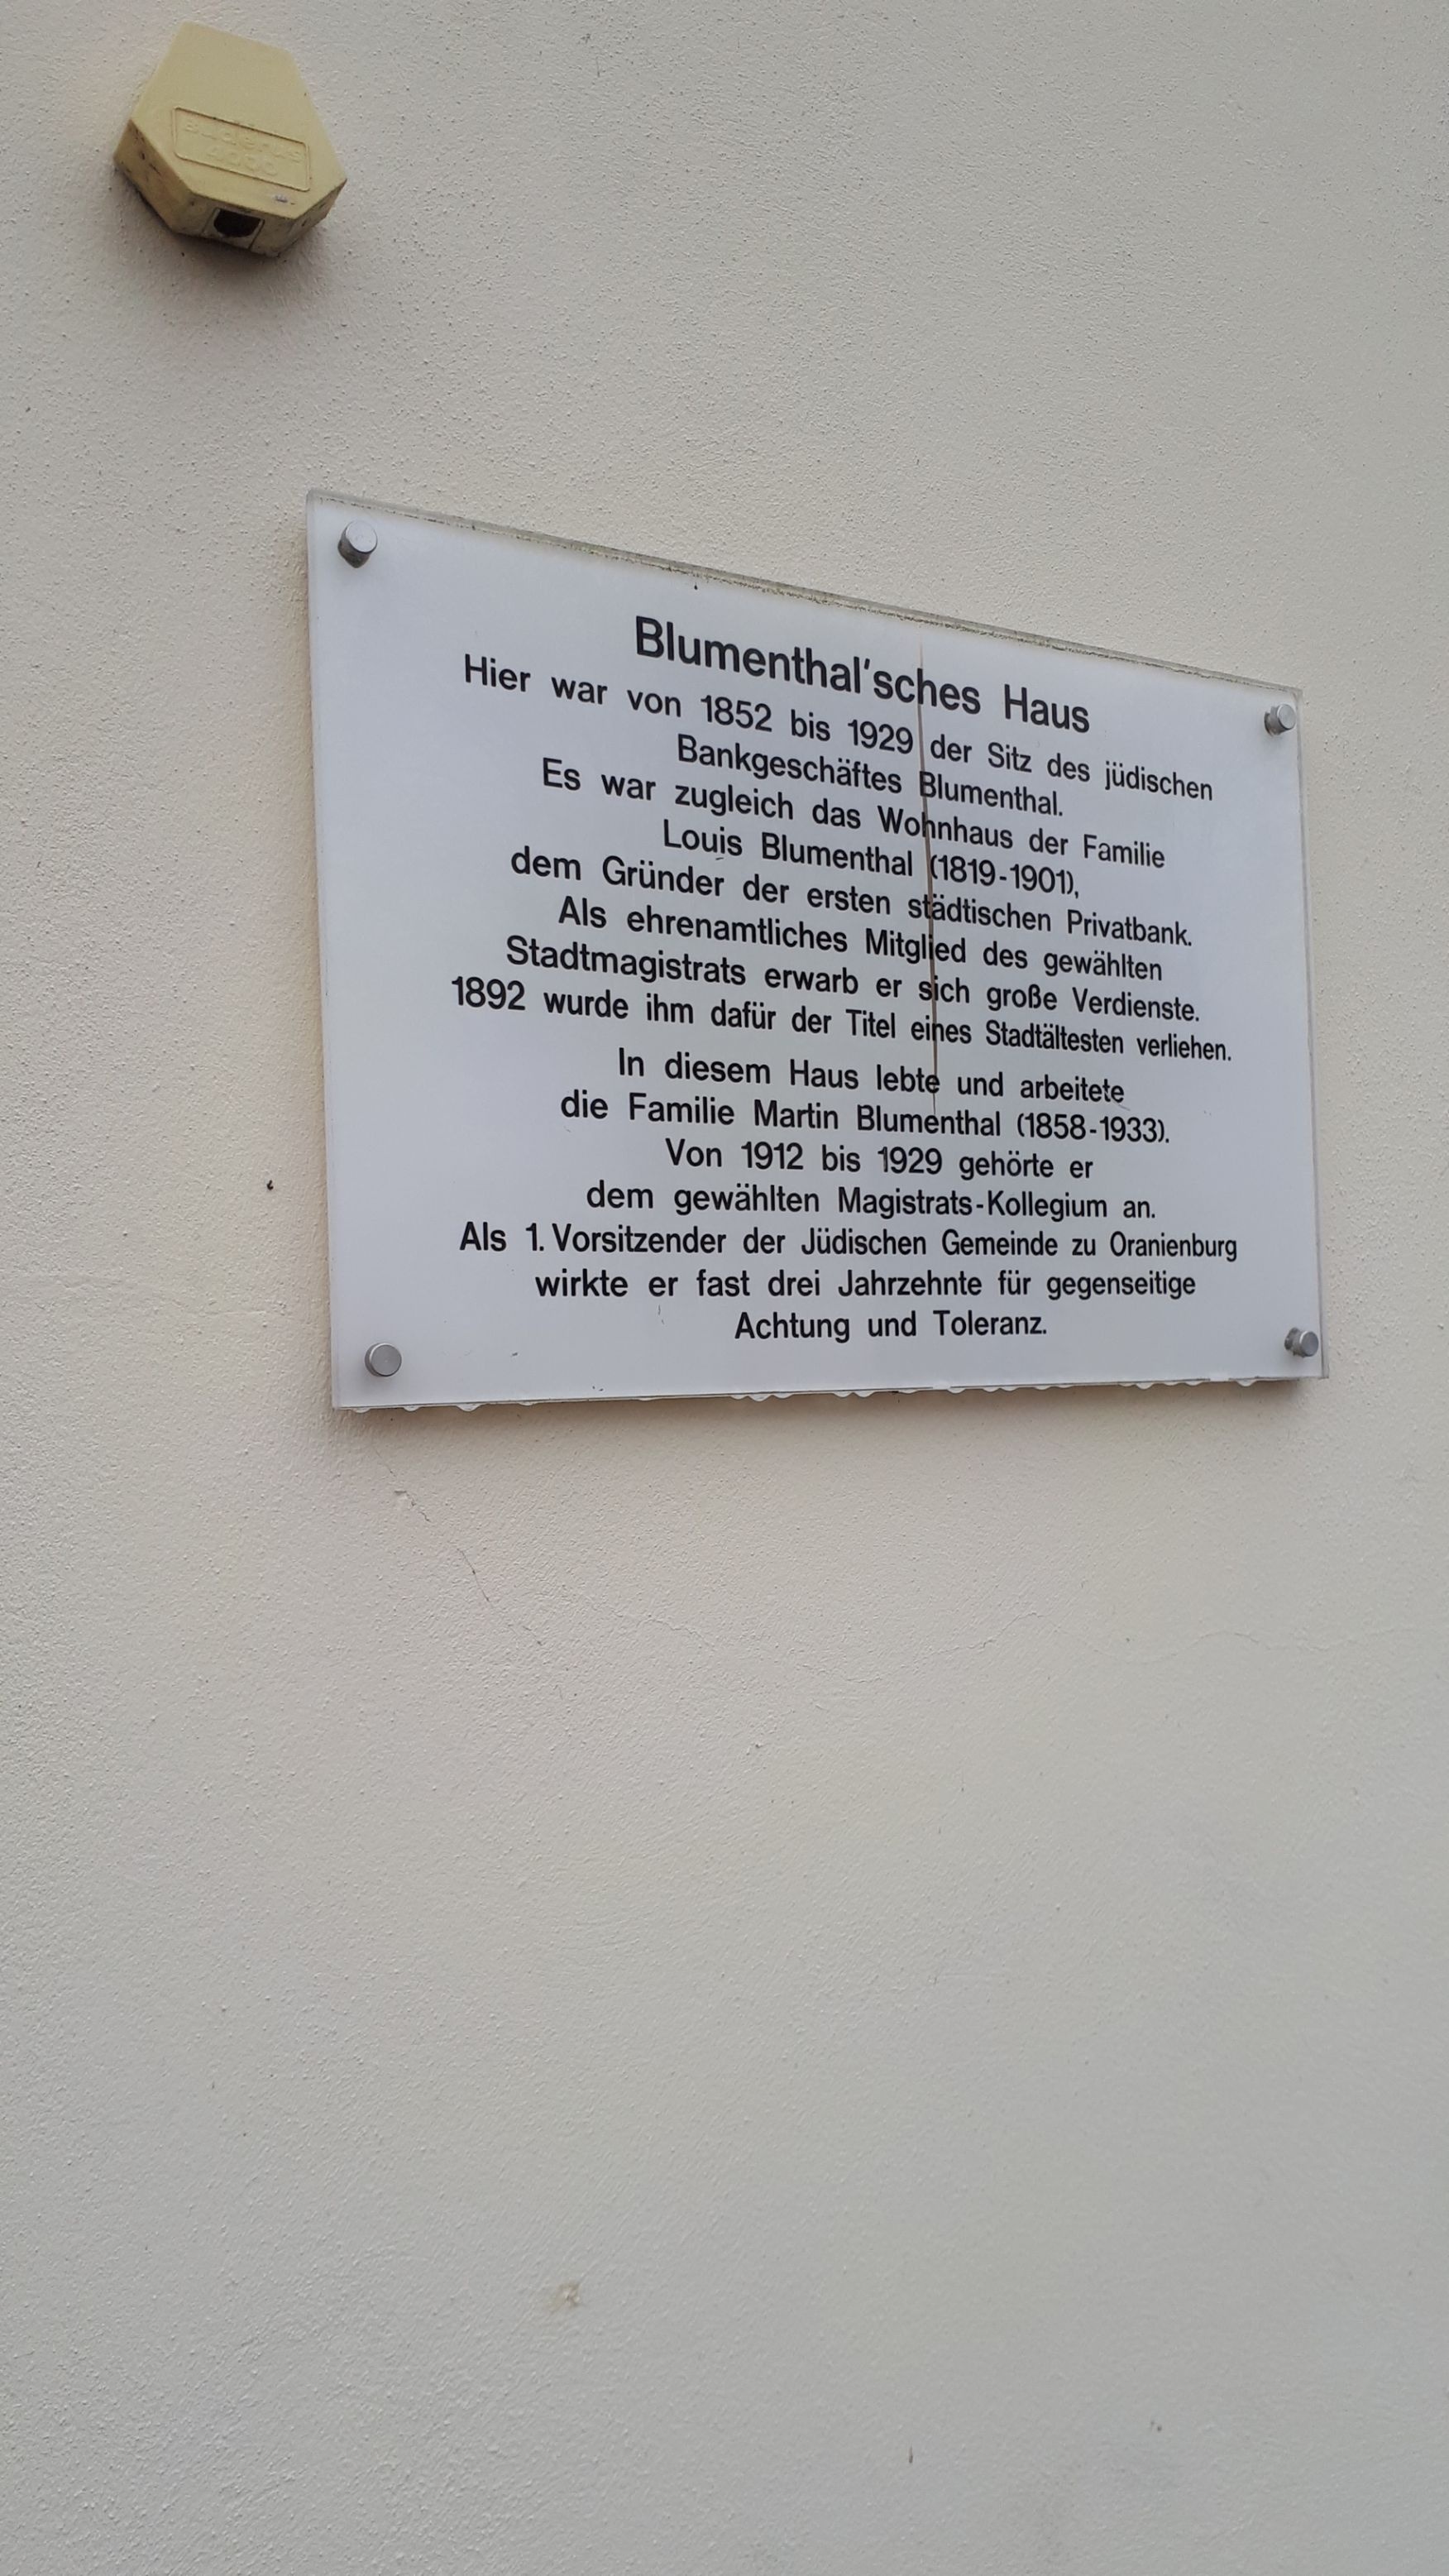 Blumenthal'sches Haus
Hier war von 1852 bis 1929 der Sitz des jüdischen
Bankgeschäftes Blumenthal.
Es war zugleich das Wohnhaus der Familie
Louis Blumenthal (1819-1901),
dem Gründer der ersten städtischen Privatbank.
Als ehrenamtliches Mitglied des gewählten
Stadtmagistrats erwarb er sich große Verdienste.
1892 wurde ihm dafür der Titel eines Stadtältesten verliehen.
In diesem Haus lebte und arbeitete
die Familie Martin Blumenthal (1858-1933).
Von 1912 bis 1929 gehörte er
dem gewählten Magistrats-Kollegium an.
Als 1. Vorsitzender der Jüdischen Gemeinde zu Oranienburg
wirkte er fast drei Jahrzehnte für gegenseitige
Achtung und Toleranz.